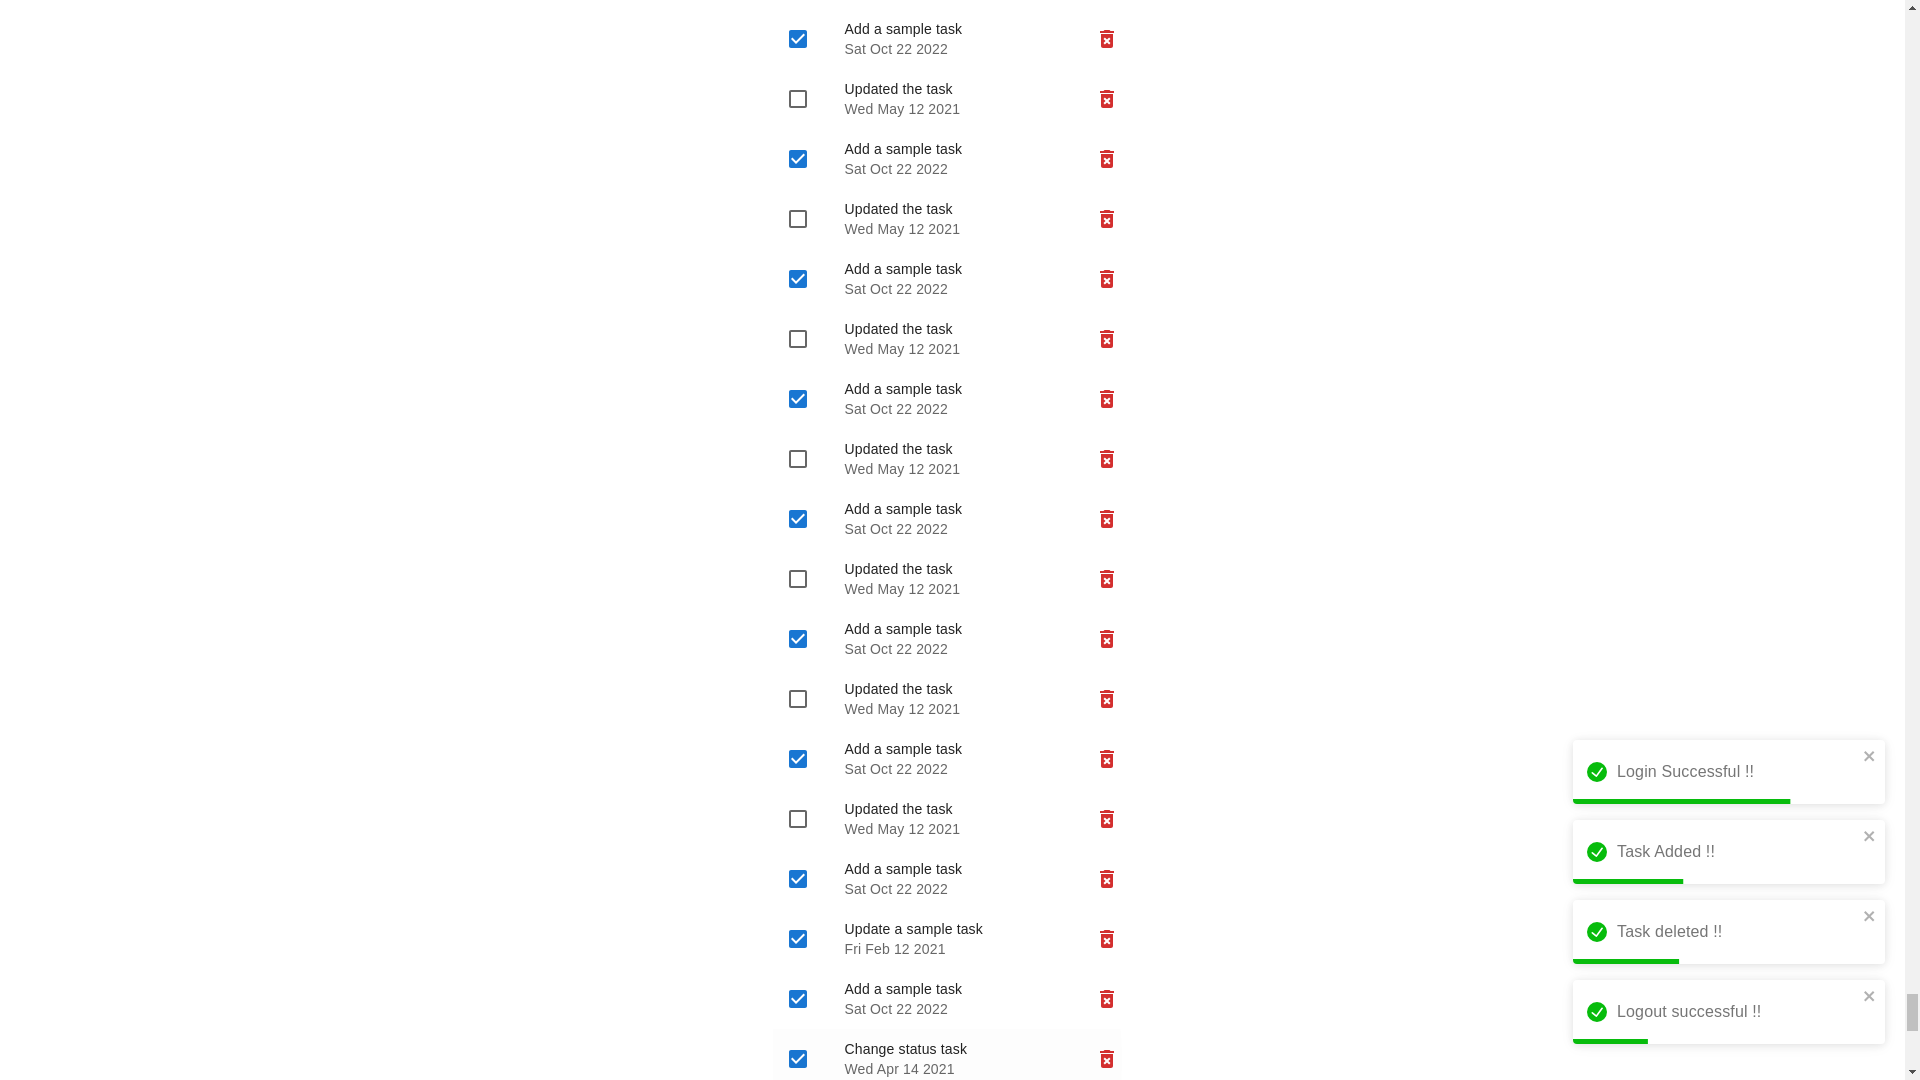 Add a sample task
Sat Oct 22 2022
Updated the task
Wed May 12 2021
Add a sample task
Sat Oct 22 2022
Updated the task
Wed May 12 2021
Add a sample task
Sat Oct 22 2022
Updated the task
Wed May 12 2021
Add a sample task
Sat Oct 22 2022
Updated the task
Wed May 12 2021
Add a sample task
Sat Oct 22 2022
Updated the task
Wed May 12 2021
Add a sample task
Sat Oct 22 2022
Updated the task
Wed May 12 2021
Add a sample task
Sat Oct 22 2022
Updated the task
Wed May 12 2021
Add a sample task
Sat Oct 22 2022
Update a sample task
Fri Feb 12 2021
Add a sample task
Sat Oct 22 2022
Change status task
Wed Apr 14 2021
Login Successful !!
Task Added !!
Task deleted !!
Logout successful !!